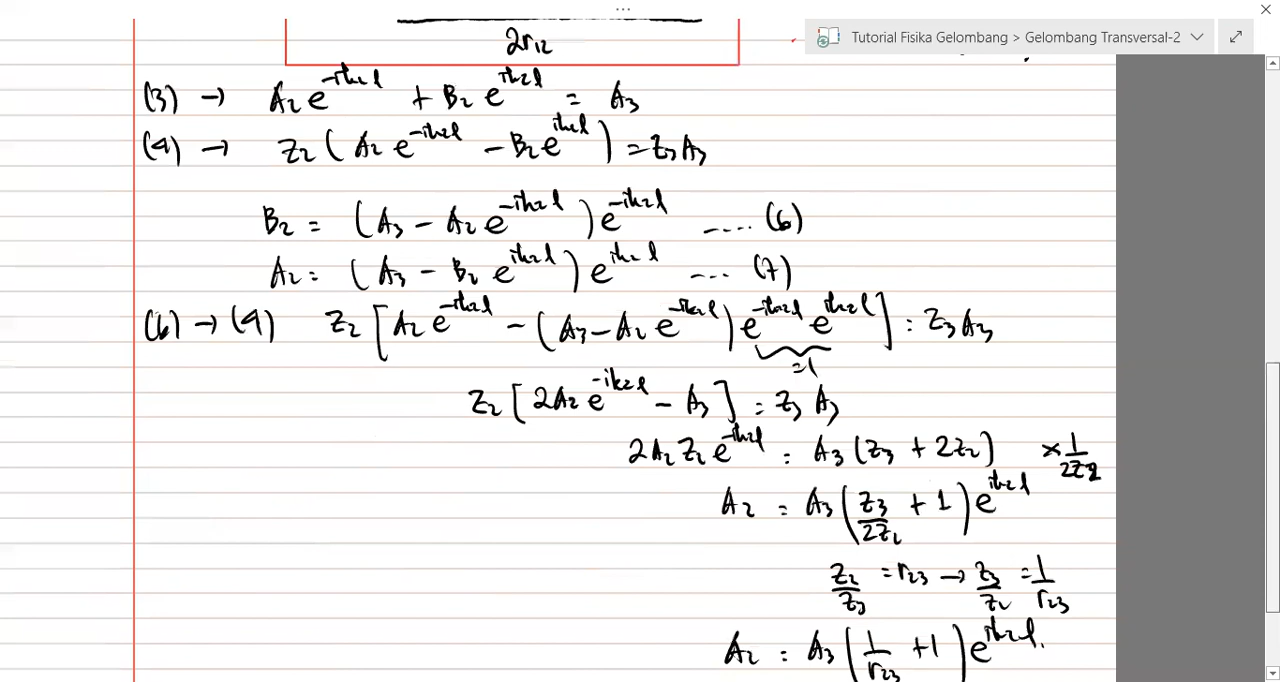 Tutorial Fisika Gelombang > Gelombang Transversal-2
2r₁₂
(3) → A₂e^{-ik₂l} + B₂e^{ik₂l} = A₃
(4) → Z₂(A₂e^{-ik₂l} - B₂e^{ik₂l}) = Z₃A₃
B₂ = (A₃ - A₂e^{-ik₂l})e^{-ik₂l} .... (6)
A₂ = (A₃ - B₂e^{ik₂l})e^{ik₂l} ... (7)
(6) → (4) Z₂[A₂e^{-ik₂l} - (A₃ - A₂e^{-ik₂l})e^{-ik₂l}e^{ik₂l}] = Z₃A₃
=1
Z₂[2A₂e^{-ik₂l} - A₃] = Z₃A₃
2A₂Z₂e^{-ik₂l} = A₃(Z₃ + 2Z₂) × 1/2Z₂
A₂ = A₃(Z₃/2Z₂ + 1)e^{ik₂l}
Z₂/Z₃ = r₂₃ → Z₃/Z₂ = 1/r₂₃
A₂ = A₃(1/r₂₃ + 1)e^{ik₂l}.